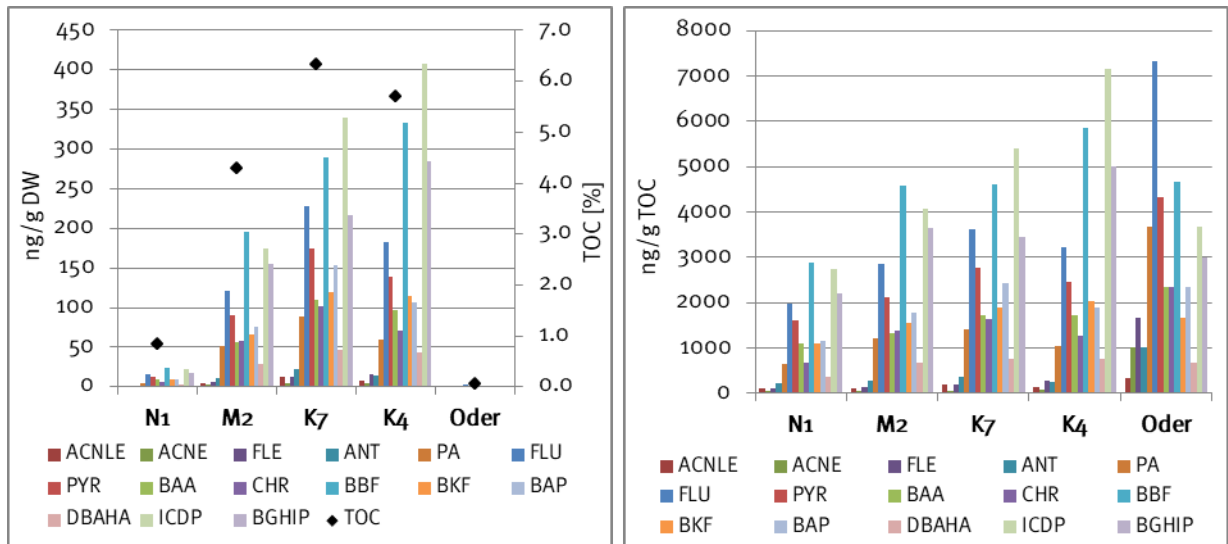 ng/g DW
450
400
350
300
250
200
150
100
50
0
7.0
6.0
5.0
4.0
3.0
2.0
1.0
0.0
TOC [%]
N1 M2 K7 K4 Oder
ACNLE ACNE FLE ANT PA FLU
PYR BAA CHR BBF BKF BAP
DBAHA ICDP BGHIP TOC
ng/g TOC
8000
7000
6000
5000
4000
3000
2000
1000
0
N1 M2 K7 K4 Oder
ACNLE ACNE FLE ANT PA
FLU PYR BAA CHR BBF
BKF BAP DBAHA ICDP BGHIP